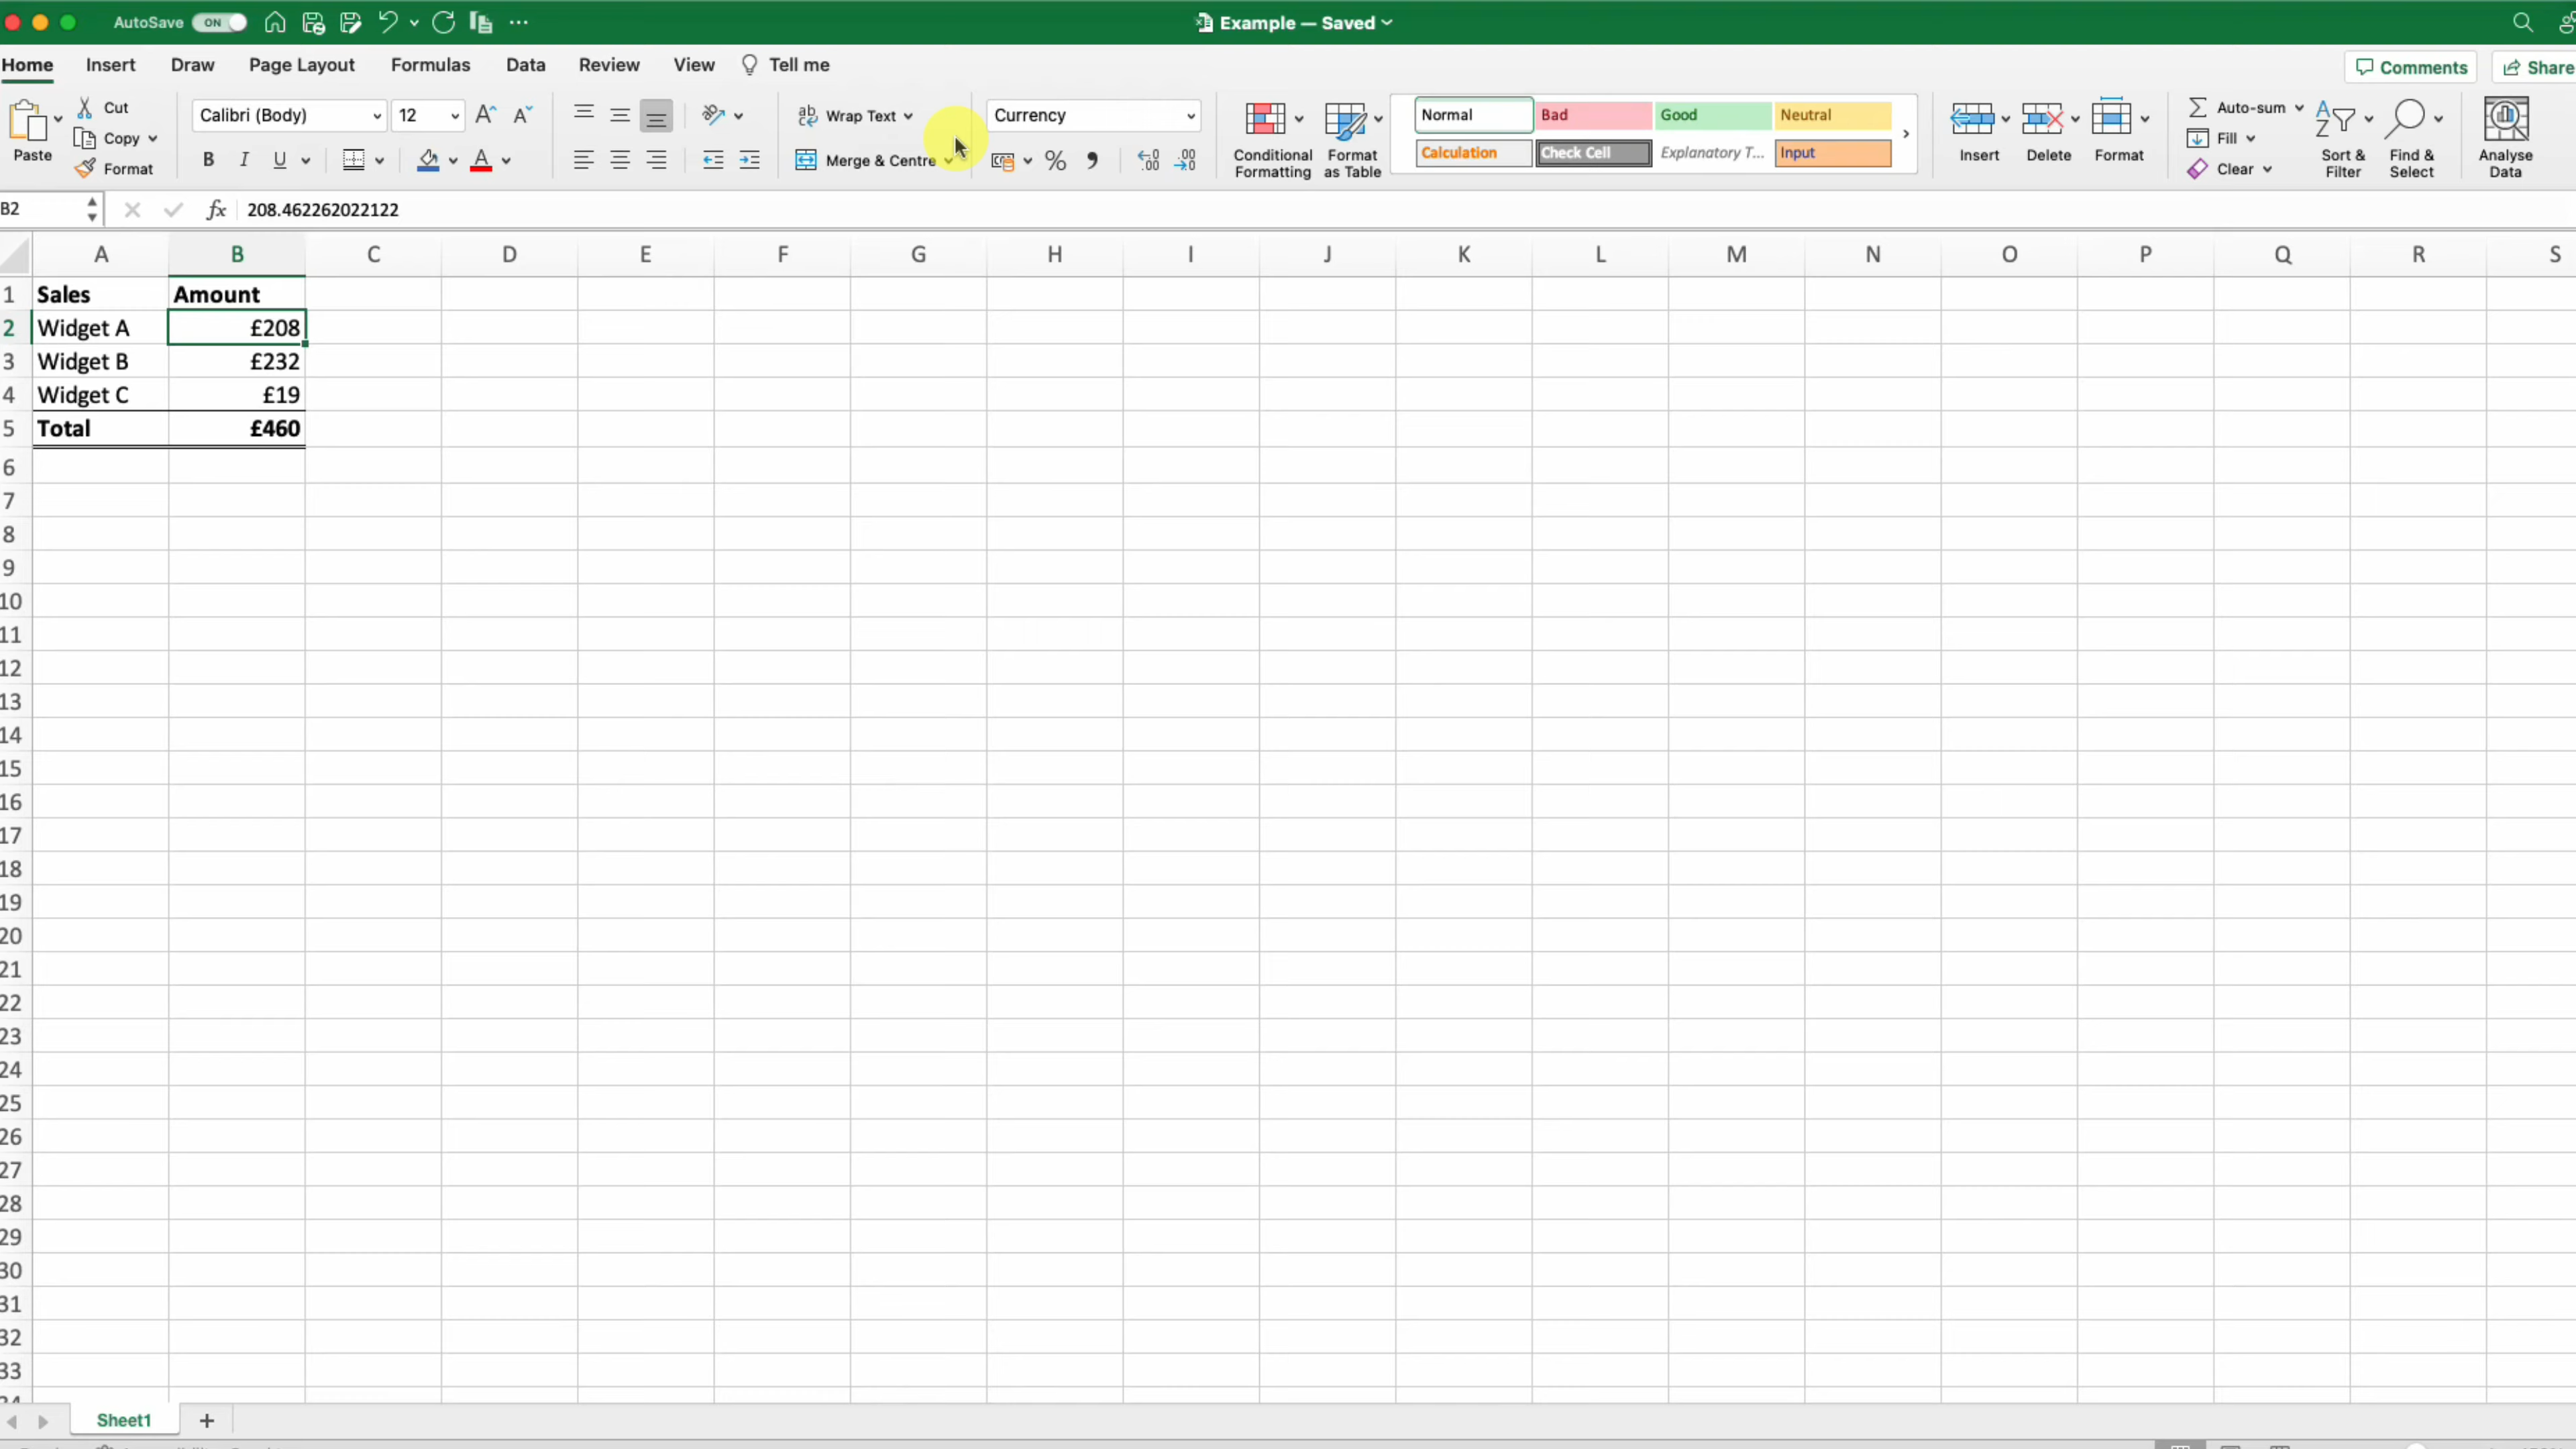 AutoSave ON Example — Saved
Home Insert Draw Page Layout Formulas Data Review View Tell me Comments Share
Paste Cut Copy Format
Calibri (Body) 12
B I U
Wrap Text
Merge & Centre
Currency
% 
Conditional Formatting Format as Table
Normal Bad Good Neutral
Calculation Check Cell Explanatory T... Input
Insert Delete Format
Auto-sum
Fill
Clear
Sort & Filter Find & Select Analyse Data
B2 fx 208.462262022122
A B C D E F G H I J K L M N O P Q R S
1 Sales Amount
2 Widget A £208
3 Widget B £232
4 Widget C £19
5 Total £460
6
7
8
9
10
11
12
13
14
15
16
17
18
19
20
21
22
23
24
25
26
27
28
29
30
31
32
33
Sheet1 +